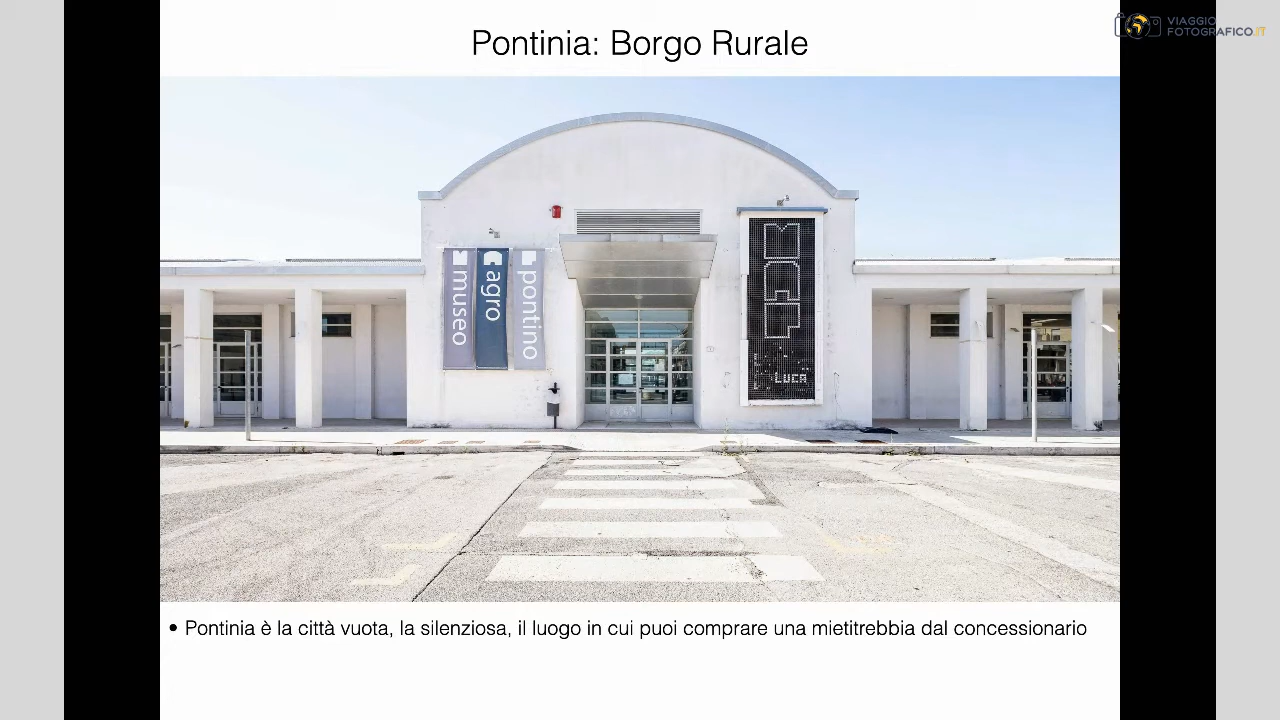 Pontinia: Borgo Rurale
VIAGGIO
FOTOGRAFICO.IT
museo
agro
pontino
MAP
LUCA
• Pontinia è la città vuota, la silenziosa, il luogo in cui puoi comprare una mietitrebbia dal concessionario